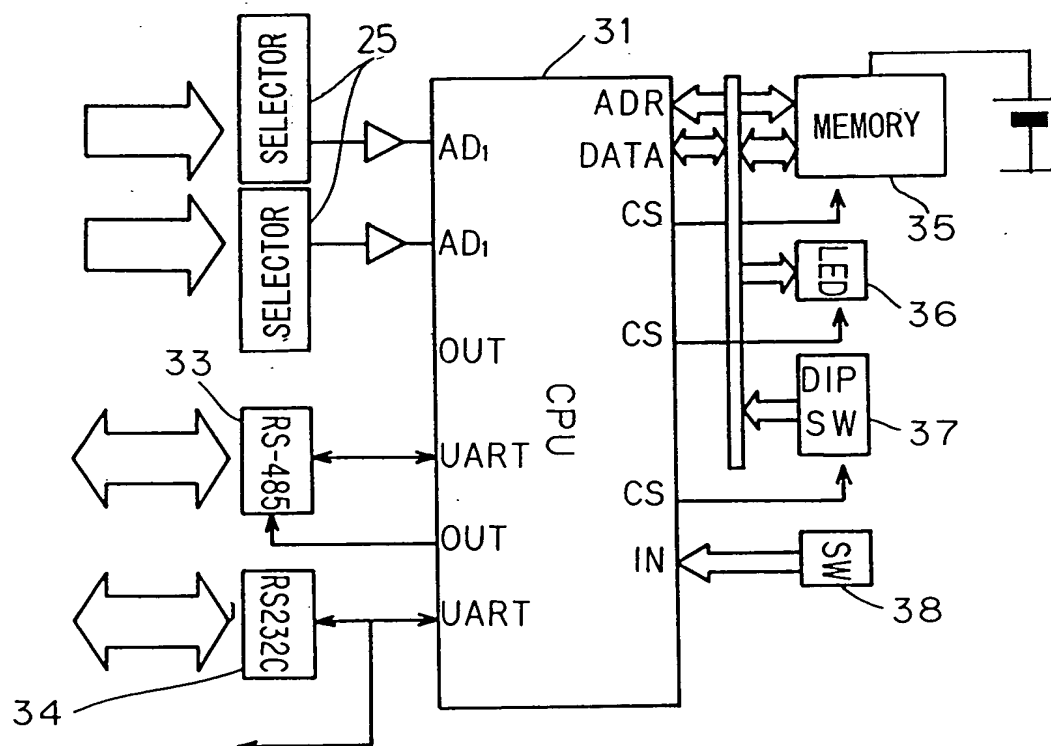 25
31
SELECTOR
SELECTOR
AD₁
AD₁
OUT
UART
OUT
UART
CPU
ADR
DATA
CS
CS
CS
IN
MEMORY
35
LED
36
DIP
SW
37
SW
38
33
RS-485
RS232C
34